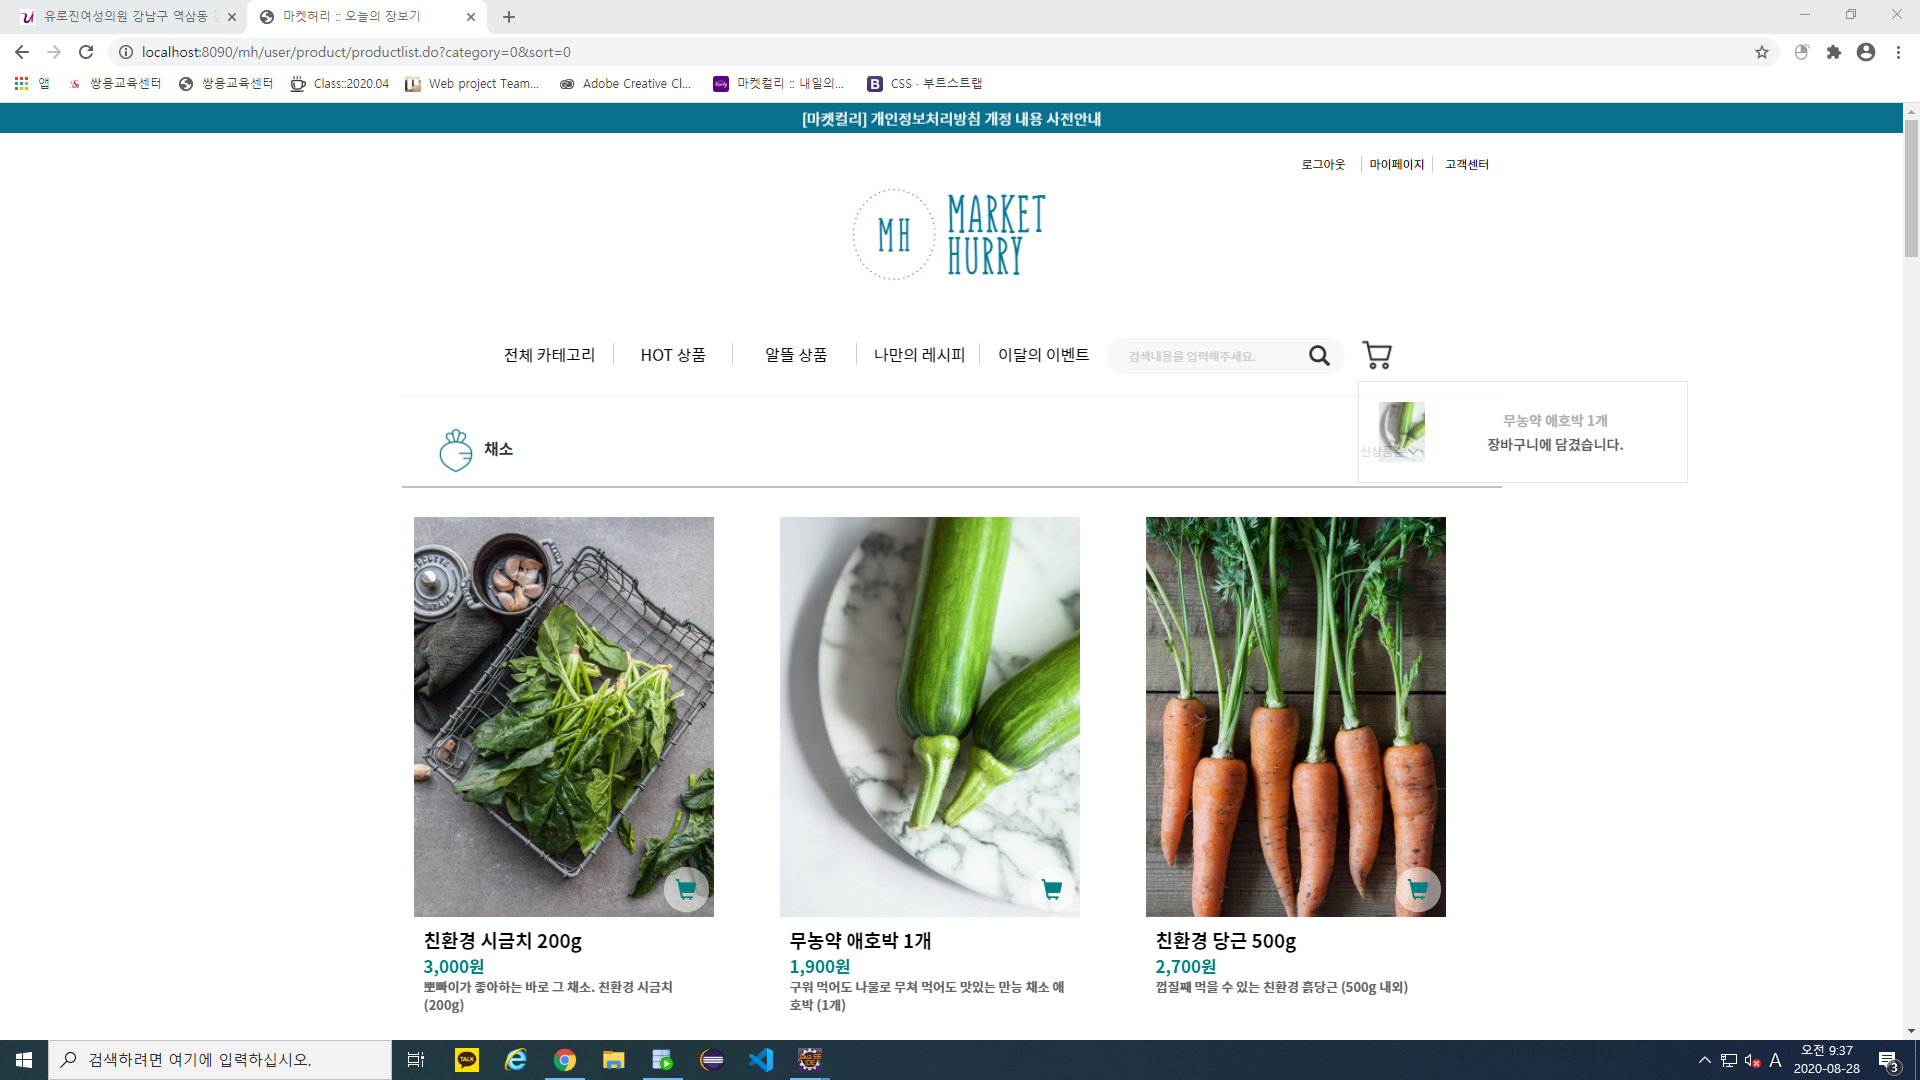 유로진여성의원 강남구 역삼동
마켓허리 :: 오늘의 장보기
localhost:8090/mh/user/product/productlist.do?category=0&sort=0
앱
쌍용교육센터
쌍용교육센터
Class::2020.04
Web project Team...
Adobe Creative Cl...
마켓컬리 :: 내일의...
B
CSS · 부트스트랩
[마켓컬리] 개인정보처리방침 개정 내용 사전안내
로그아웃
마이페이지
고객센터
MH
MARKET
HURRY
전체 카테고리
HOT 상품
알뜰 상품
나만의 레시피
이달의 이벤트
검색내용을 입력해주세요.
무농약 애호박 1개
장바구니에 담겼습니다.
신상품순
채소
친환경 시금치 200g
3,000원
뽀빠이가 좋아하는 바로 그 채소. 친환경 시금치
(200g)
무농약 애호박 1개
1,900원
구워 먹어도 나물로 무쳐 먹어도 맛있는 만능 채소 애
호박 (1개)
친환경 당근 500g
2,700원
껍질째 먹을 수 있는 친환경 흙당근 (500g 내외)
검색하려면 여기에 입력하십시오.
TALK
A
오전 9:37
2020-08-28
3